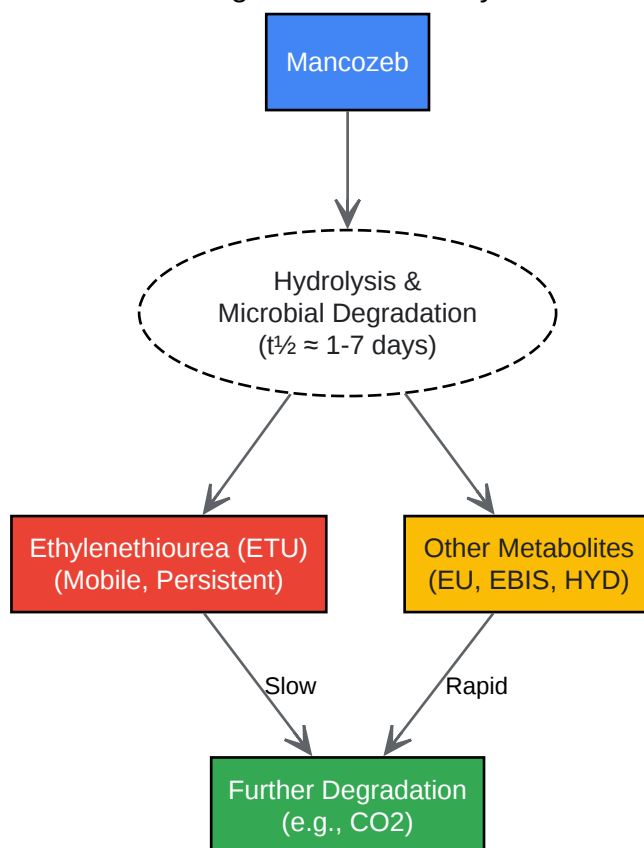 Mancozeb
Hydrolysis &
Microbial Degradation
(t½ ≈ 1-7 days)
Ethylenethiourea (ETU)
(Mobile, Persistent)
Other Metabolites
(EU, EBIS, HYD)
Slow
Rapid
Further Degradation
(e.g., CO2)